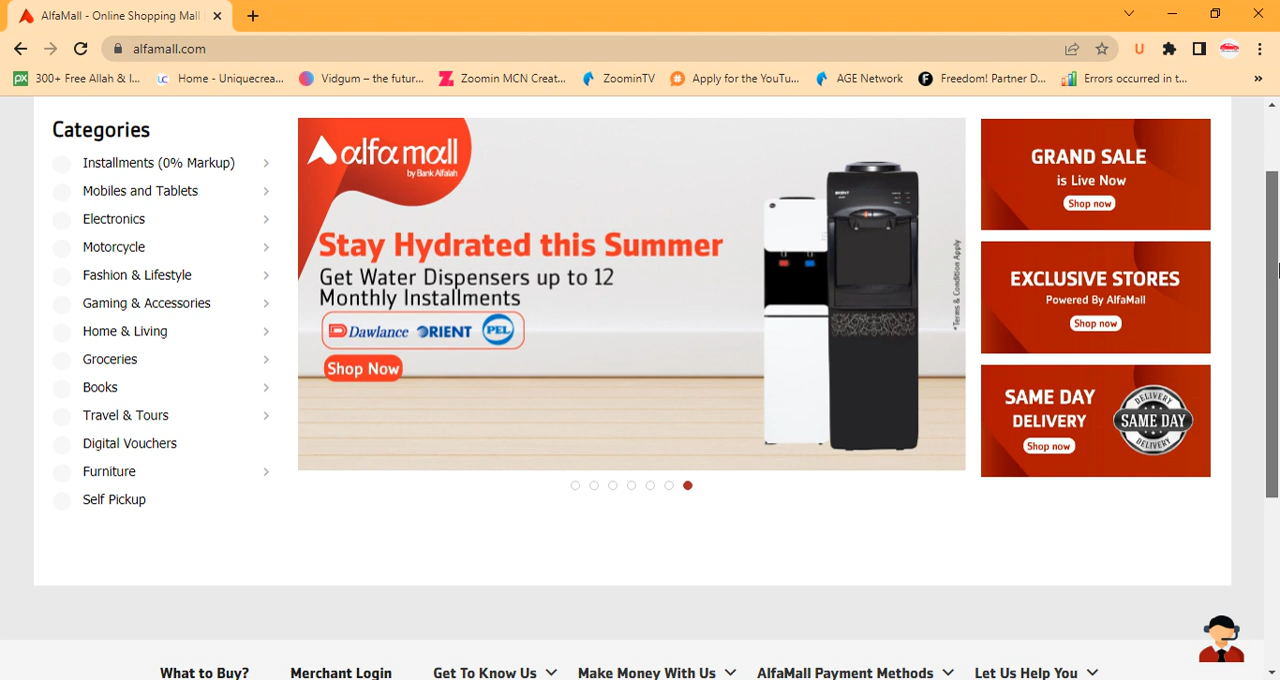 AlfaMall - Online Shopping Mall
alfamall.com
300+ Free Allah & I...
Home - Uniquecrea...
Vidgum – the futur...
Zoomin MCN Creat...
ZoominTV
Apply for the YouTu...
AGE Network
Freedom! Partner D...
Errors occurred in t...
Categories
Installments (0% Markup)
Mobiles and Tablets
Electronics
Motorcycle
Fashion & Lifestyle
Gaming & Accessories
Home & Living
Groceries
Books
Travel & Tours
Digital Vouchers
Furniture
Self Pickup
alfa mall
by Bank Alfalah
Stay Hydrated this Summer
Get Water Dispensers up to 12
Monthly Installments
Dawlance ORIENT PEL
Shop Now
ORIENT
*Terms & Condition Apply
GRAND SALE
is Live Now
Shop now
EXCLUSIVE STORES
Powered By AlfaMall
Shop now
SAME DAY
DELIVERY
Shop now
DELIVERY
SAME DAY
DELIVERY
What to Buy?
Merchant Login
Get To Know Us
Make Money With Us
AlfaMall Payment Methods
Let Us Help You